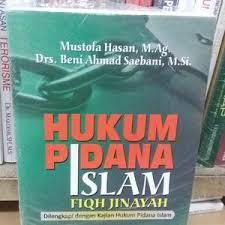 Mustofa Hasan, M.Ag.
Drs. Beni Ahmad Saebani, M.Si.
HUKUM
PIDANA
ISLAM
FIQH JINAYAH
Dilengkapi dengan Kajian Hukum Pidana Islam
TERORISME